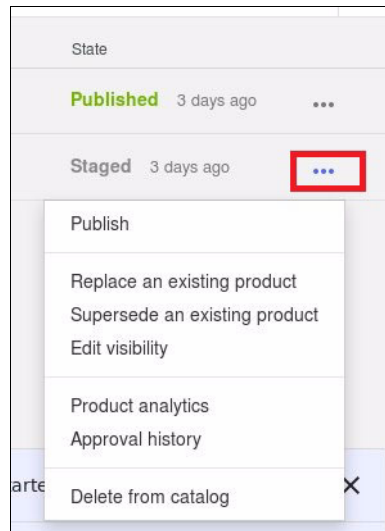 State
Published 3 days ago
Staged 3 days ago
Publish
Replace an existing product
Supersede an existing product
Edit visibility
Product analytics
Approval history
arte
Delete from catalog